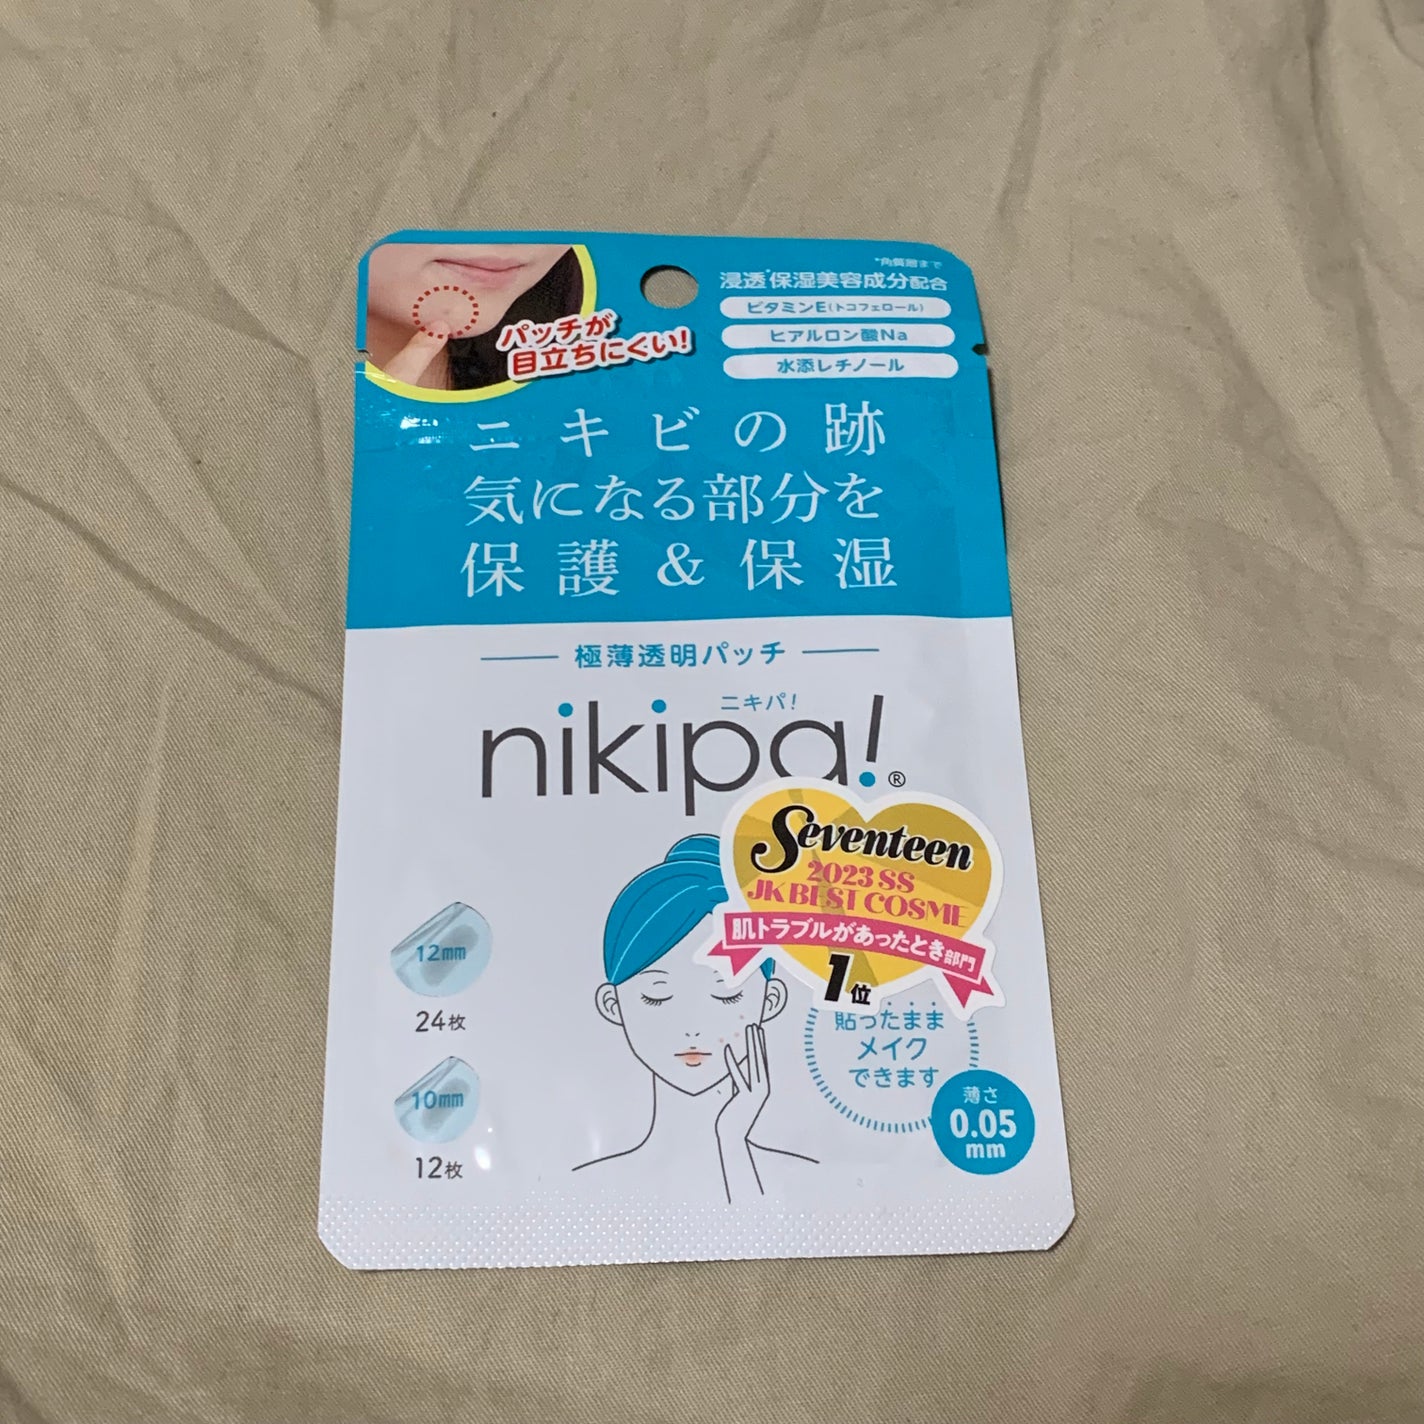 パッチが
目立ちにくい!
*角質層まで
浸透*保湿美容成分配合
ビタミンE(トコフェロール)
ヒアルロン酸Na
水添レチノール
ニキビの跡
気になる部分を
保護&保湿
極薄透明パッチ
ニキパ!
nikipa!®
Seventeen
2023 SS
JK BEST COSME
肌トラブルがあったとき部門
1位
12mm
24枚
10mm
12枚
貼ったまま
メイク
できます
薄さ
0.05
mm